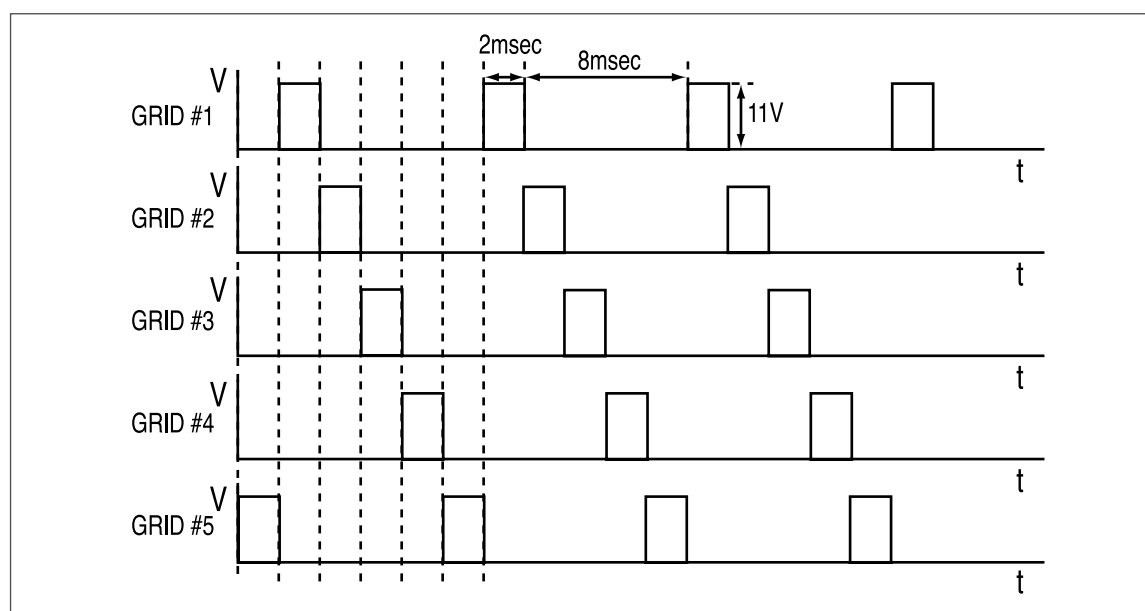 2msec
8msec
V
GRID #1
11V
t
V
GRID #2
t
V
GRID #3
t
V
GRID #4
t
V
GRID #5
t